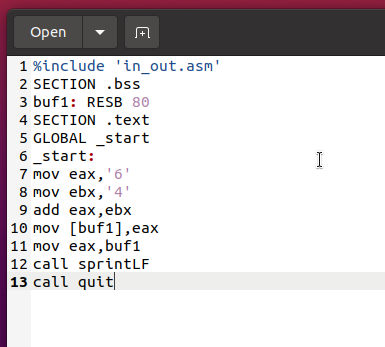 Open
1 %include 'in_out.asm'
2 SECTION .bss
3 buf1: RESB 80
4 SECTION .text
5 GLOBAL _start
6 _start:
7 mov eax,'6'
8 mov ebx,'4'
9 add eax,ebx
10 mov [buf1],eax
11 mov eax,buf1
12 call sprintLF
13 call quit